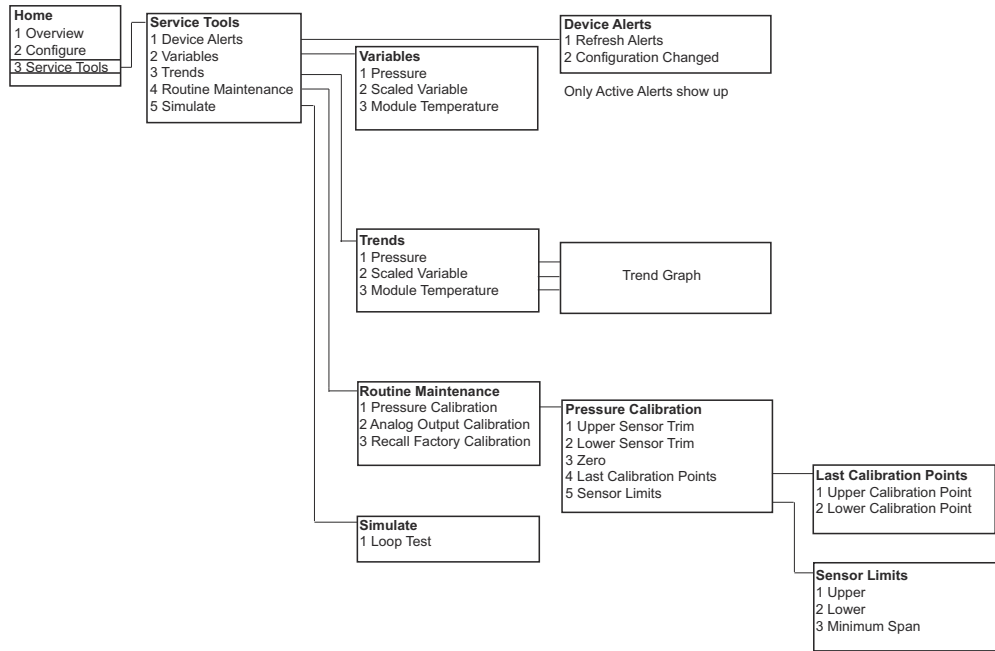 Home
1 Overview
2 Configure
3 Service Tools
Service Tools
1 Device Alerts
2 Variables
3 Trends
4 Routine Maintenance
5 Simulate
Variables
1 Pressure
2 Scaled Variable
3 Module Temperature
Device Alerts
1 Refresh Alerts
2 Configuration Changed
Only Active Alerts show up
Trends
1 Pressure
2 Scaled Variable
3 Module Temperature
Trend Graph
Routine Maintenance
1 Pressure Calibration
2 Analog Output Calibration
3 Recall Factory Calibration
Pressure Calibration
1 Upper Sensor Trim
2 Lower Sensor Trim
3 Zero
4 Last Calibration Points
5 Sensor Limits
Last Calibration Points
1 Upper Calibration Point
2 Lower Calibration Point
Simulate
1 Loop Test
Sensor Limits
1 Upper
2 Lower
3 Minimum Span